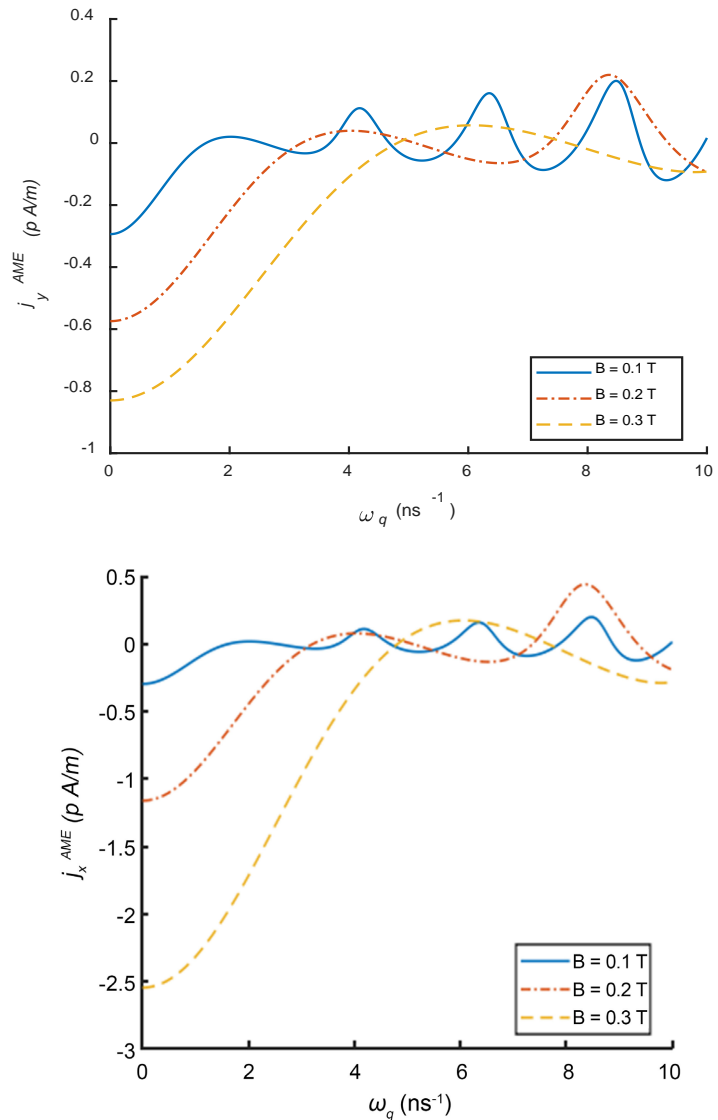 0.4
0.2
0
-0.2
-0.4
-0.6
-0.8
-1
j y AME (p A/m)
B = 0.1 T
B = 0.2 T
B = 0.3 T
0 2 4 6 8 10
ω q (ns -1 )
0.5
0
-0.5
-1
-1.5
-2
-2.5
-3
jx AME (p A/m)
B = 0.1 T
B = 0.2 T
B = 0.3 T
0 2 4 6 8 10
ωq (ns-1)